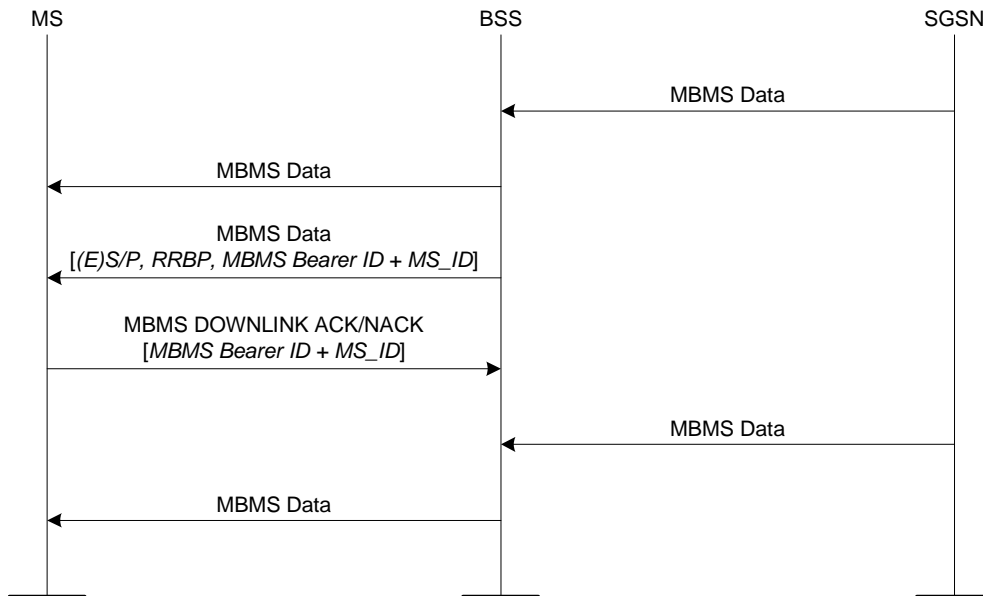 MS
BSS
SGSN
MBMS Data
MBMS Data
MBMS Data
[(E)S/P, RRBP, MBMS Bearer ID + MS_ID]
MBMS DOWNLINK ACK/NACK
[MBMS Bearer ID + MS_ID]
MBMS Data
MBMS Data